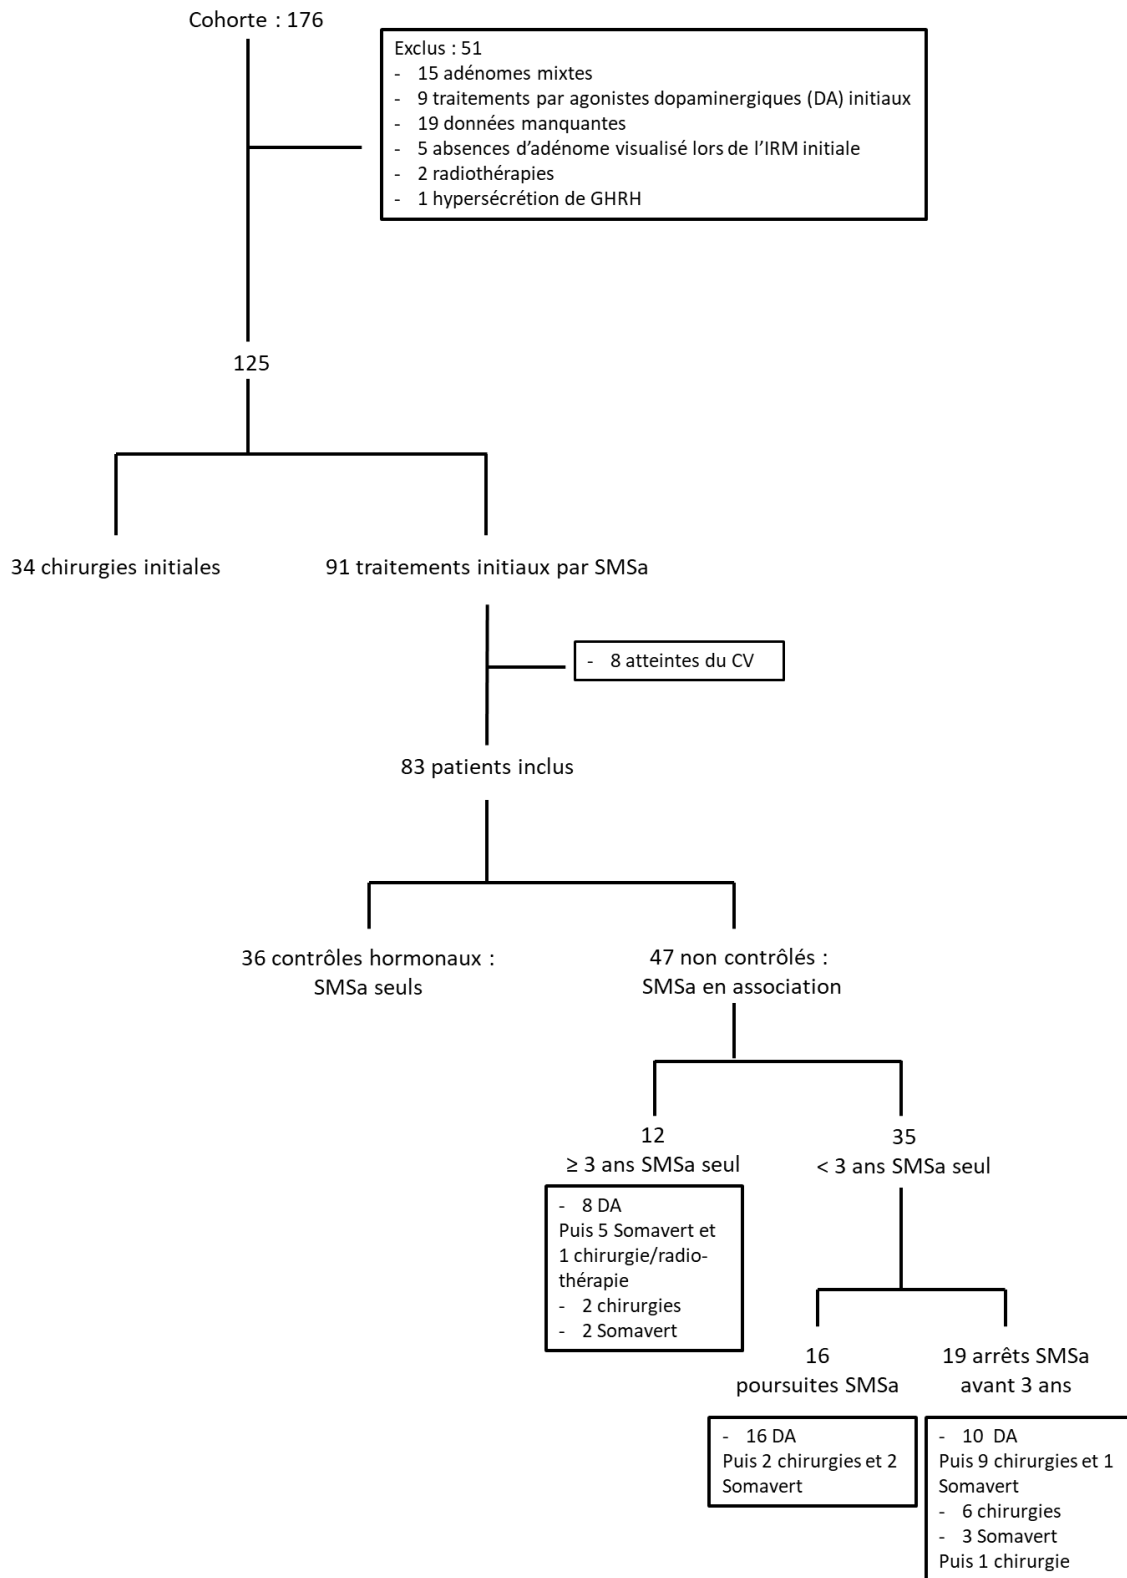 Cohorte : 176
Exclus : 51
- 15 adénomes mixtes
- 9 traitements par agonistes dopaminergiques (DA) initiaux
- 19 données manquantes
- 5 absences d'adénome visualisé lors de l'IRM initiale
- 2 radiothérapies
- 1 hypersécrétion de GHRH
125
34 chirurgies initiales
91 traitements initiaux par SMSa
- 8 atteintes du CV
83 patients inclus
36 contrôles hormonaux :
SMSa seuls
47 non contrôlés :
SMSa en association
12
≥ 3 ans SMSa seul
- 8 DA
Puis 5 Somavert et
1 chirurgie/radio-
thérapie
- 2 chirurgies
- 2 Somavert
35
< 3 ans SMSa seul
16
poursuites SMSa
- 16 DA
Puis 2 chirurgies et 2
Somavert
19 arrêts SMSa
avant 3 ans
- 10 DA
Puis 9 chirurgies et 1
Somavert
- 6 chirurgies
- 3 Somavert
Puis 1 chirurgie